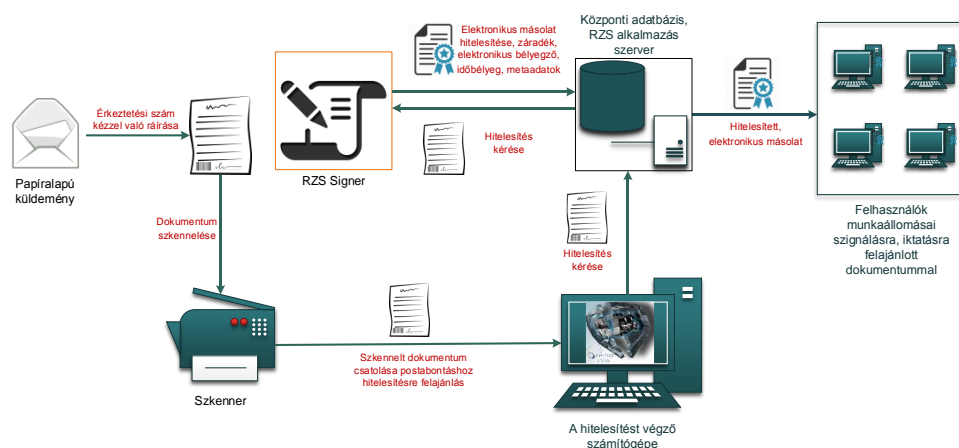 Papíralapú
küldemény
Érkeztetési szám
kézzel való ráírása
Dokumentum
szkennelése
Szkenner
Szkennelt dokumentum
csatolása postabontáshoz
hitelesítésre felajánlás
A hitelesítést végző
számítógépe
Hitelesítés
kérése
RZS Signer
Hitelesítés
kérése
Elektronikus másolat
hitelesítése, záradék,
elektronikus bélyegző,
időbélyeg, metaadatok
Központi adatbázis,
RZS alkalmazás
szerver
Hitelesített,
elektronikus másolat
Felhasználók
munkaállomásai
szignálásra, iktatásra
felajánlott
dokumentummal